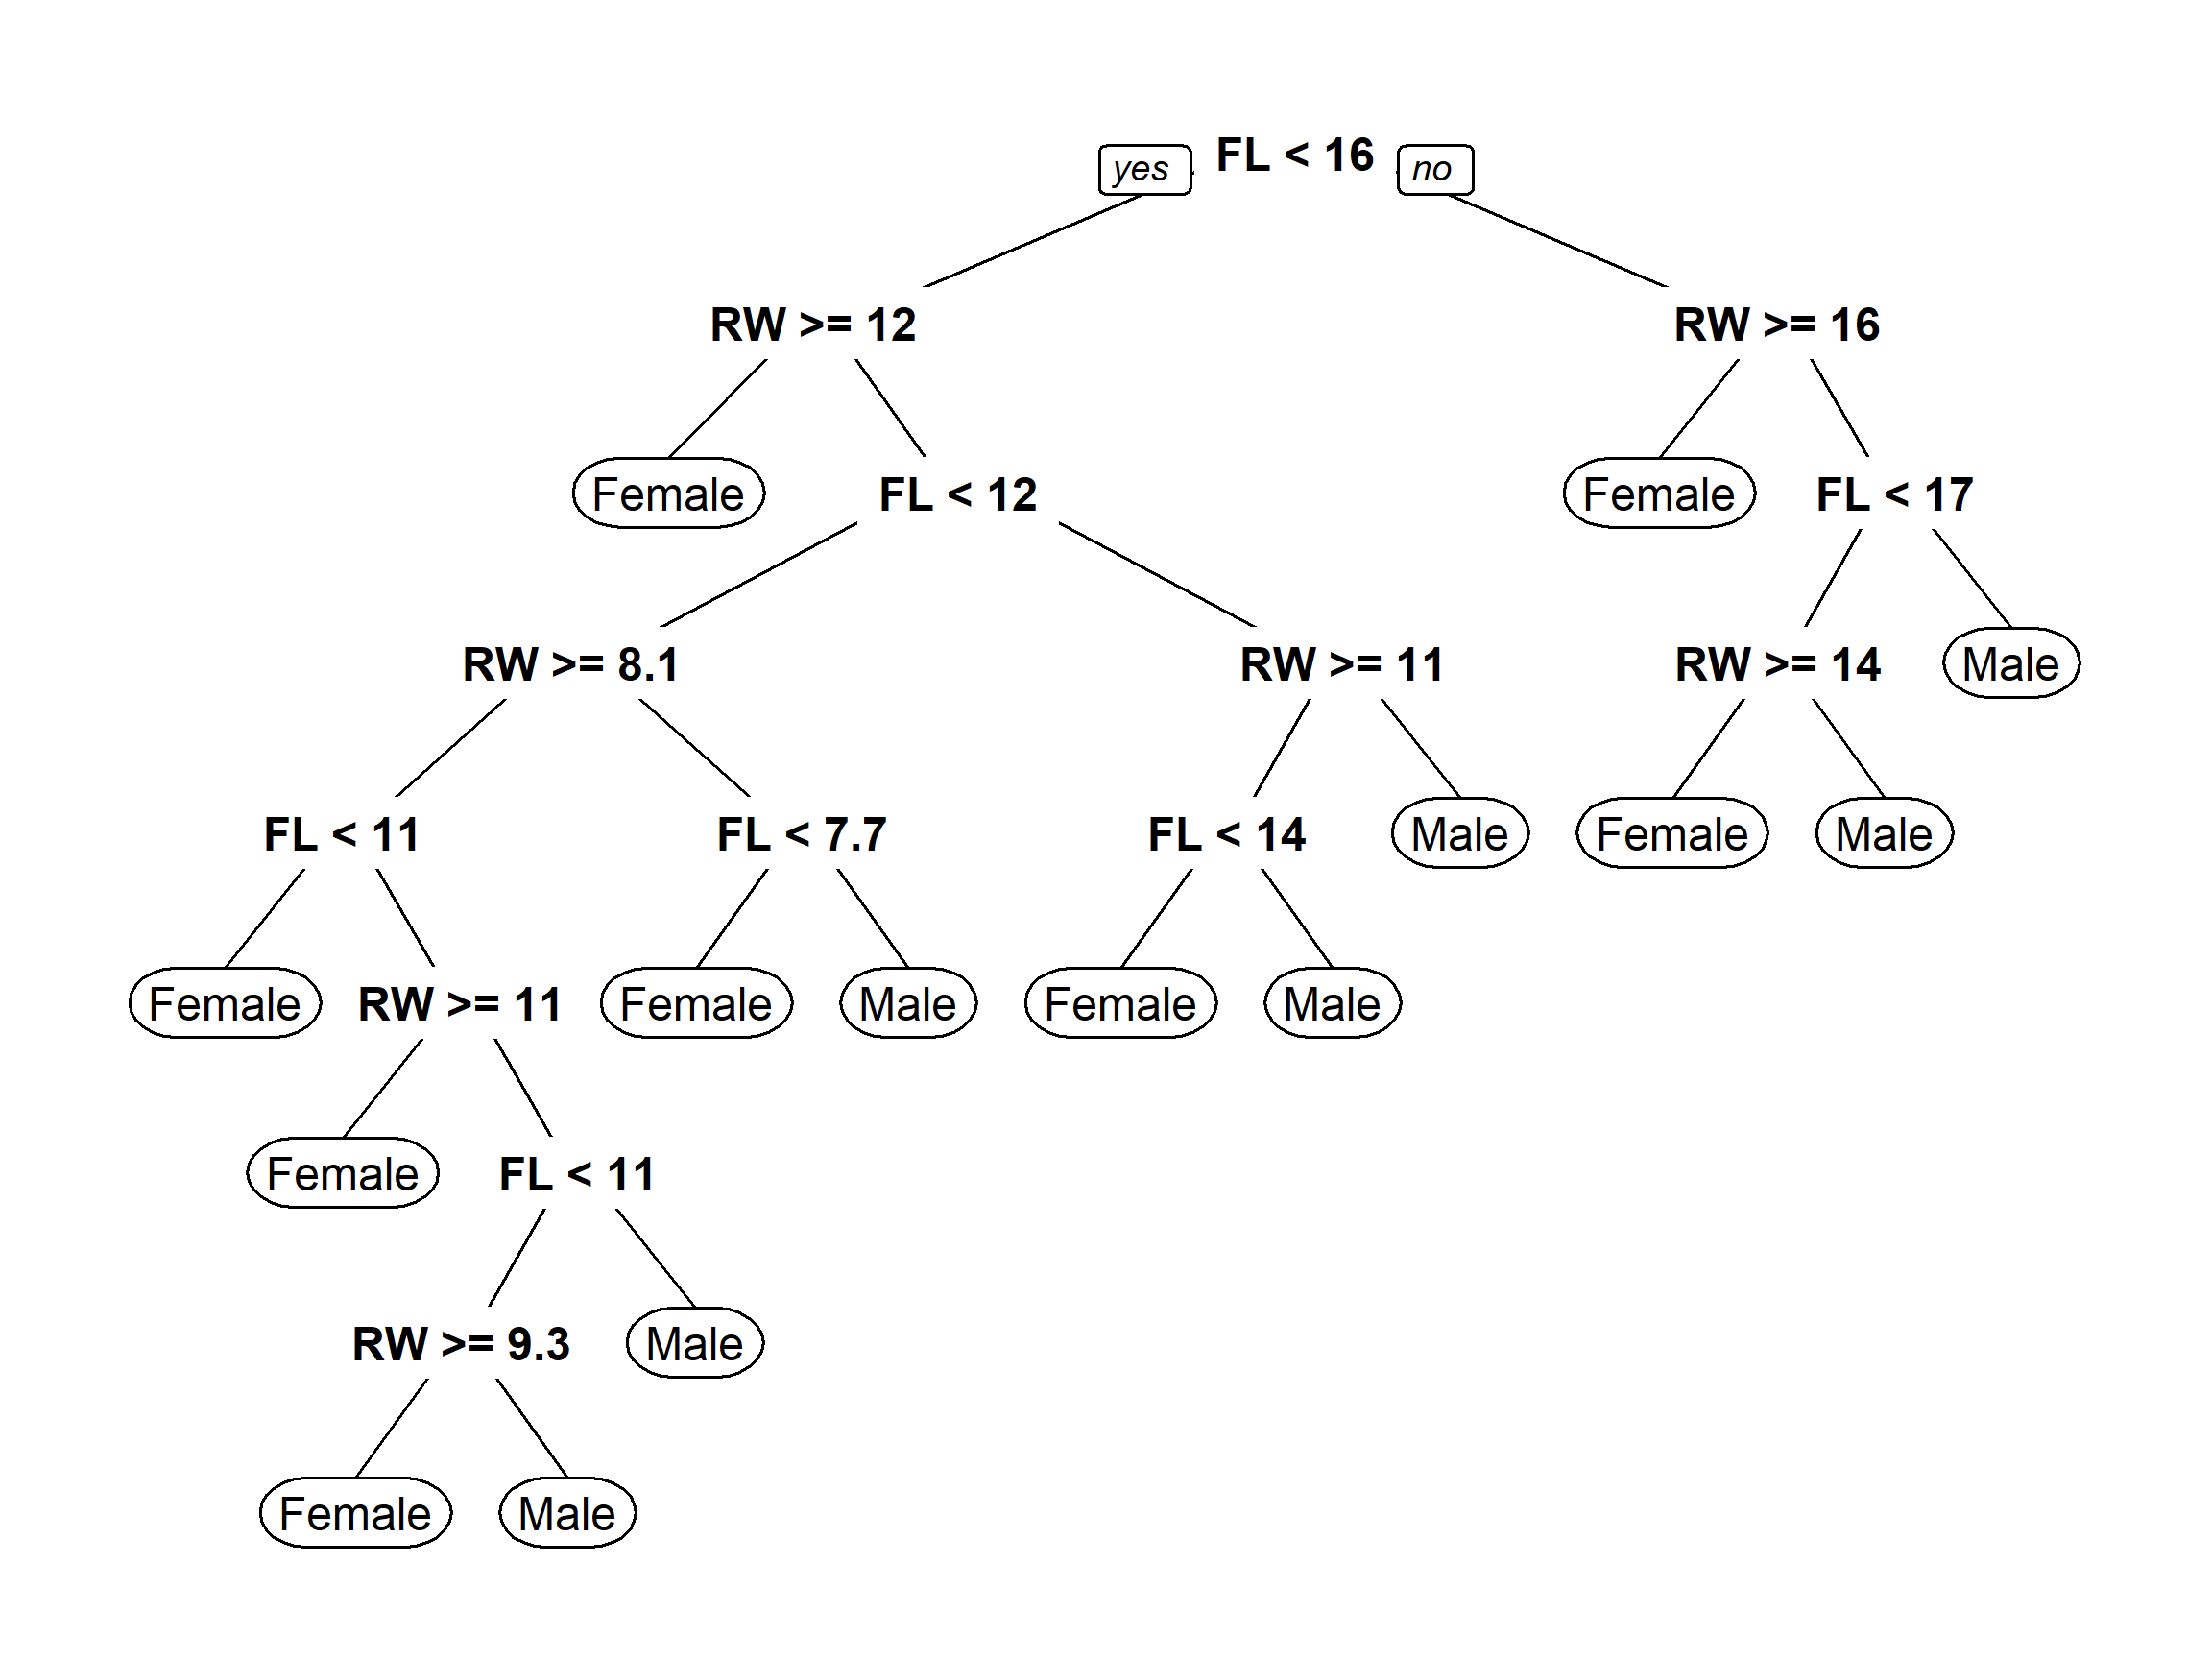 yes FL < 16 no
RW >= 12 RW >= 16
Female FL < 12 Female FL < 17
RW >= 8.1 RW >= 11 RW >= 14 Male
FL < 11 FL < 7.7 FL < 14 Male Female Male
Female RW >= 11 Female Male Female Male
Female FL < 11
RW >= 9.3 Male
Female Male